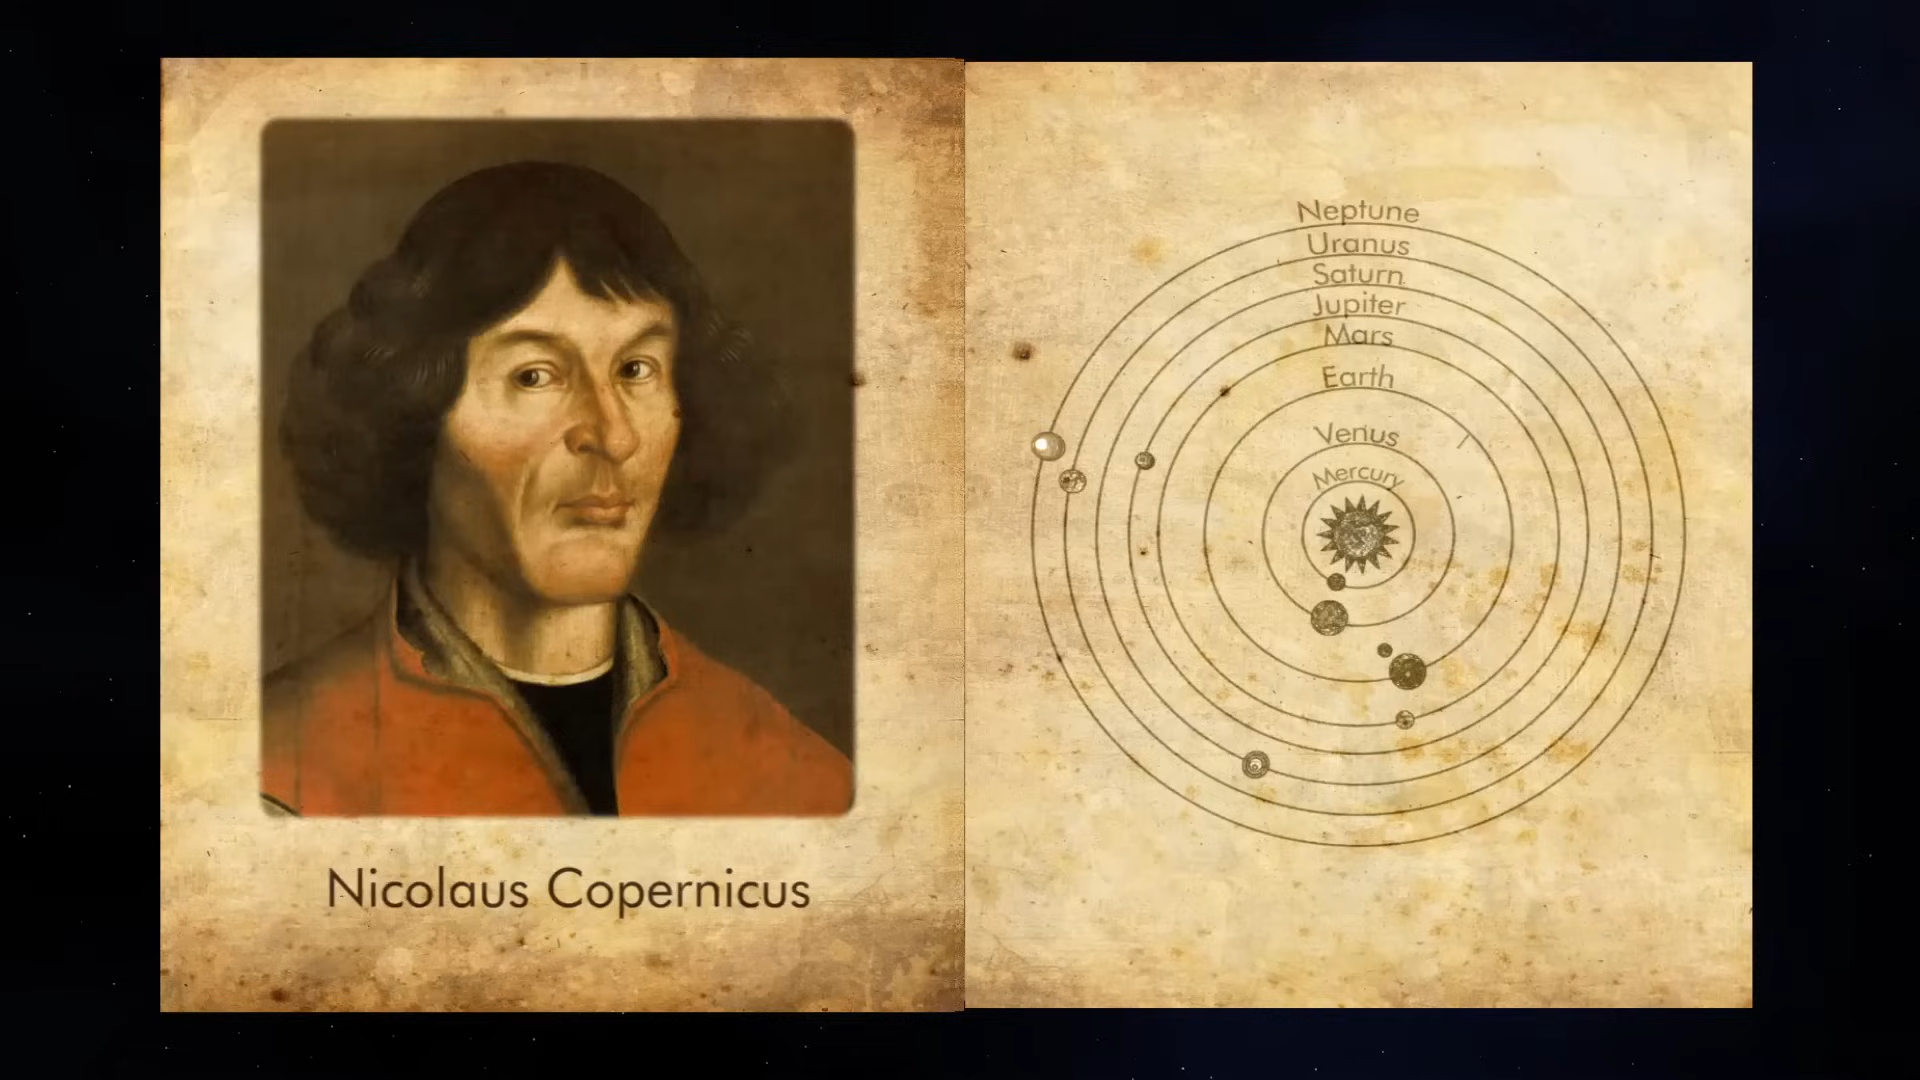 Nicolaus Copernicus
Neptune
Uranus
Saturn
Jupiter
Mars
Earth
Venus
Mercury